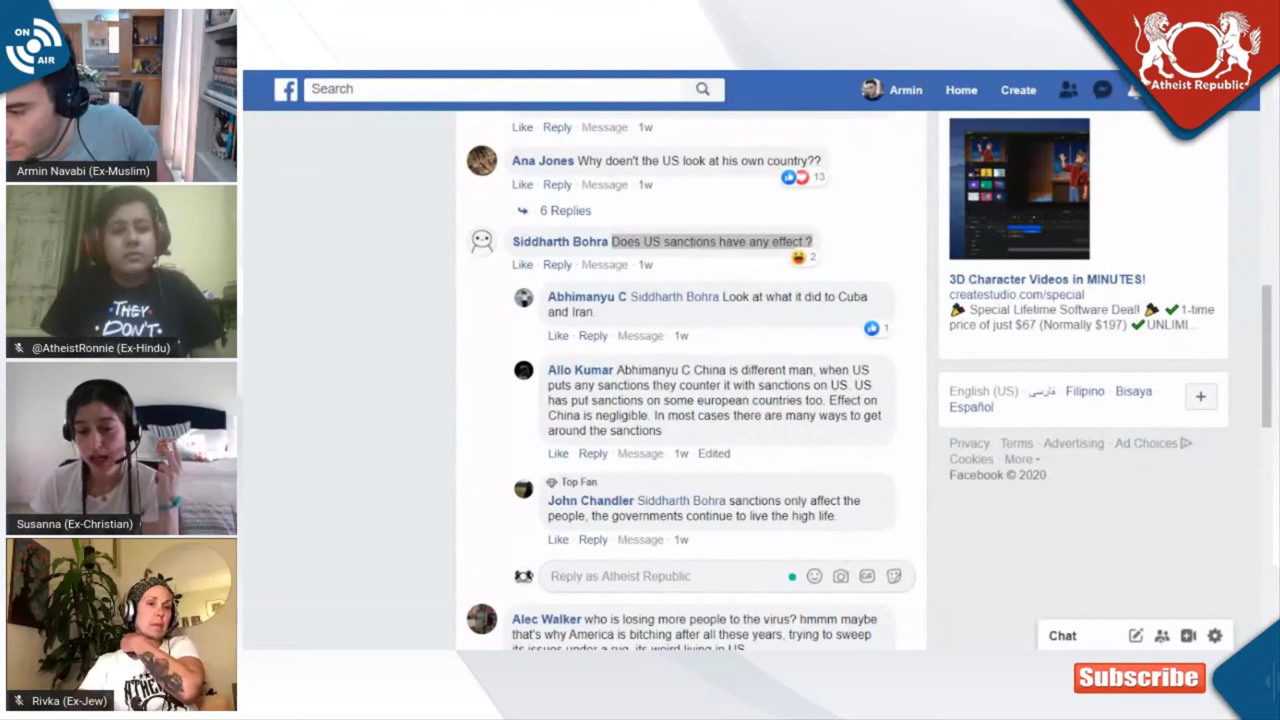 ON
AIR
Armin Navabi (Ex-Muslim)
THEY
DON'T
@AtheistRonnie (Ex-Hindu)
Susanna (Ex-Christian)
Rivka (Ex-Jew)
Search
Armin
Home
Create
Atheist Republic
Like Reply Message 1w
Ana Jones Why doen't the US look at his own country??
13
Like Reply Message 1w
6 Replies
Siddharth Bohra Does US sanctions have any effect ?
2
Like Reply Message 1w
Abhimanyu C Siddharth Bohra Look at what it did to Cuba
and Iran.
1
Like Reply Message 1w
Allo Kumar Abhimanyu C China is different man, when US
puts any sanctions they counter it with sanctions on US. US
has put sanctions on some european countries too. Effect on
China is negligible. In most cases there are many ways to get
around the sanctions
Like Reply Message 1w Edited
Top Fan
John Chandler Siddharth Bohra sanctions only affect the
people, the governments continue to live the high life.
Like Reply Message 1w
Reply as Atheist Republic
GIF
Alec Walker who is losing more people to the virus? hmmm maybe
that's why America is bitching after all these years, trying to sweep
its issues under a rug, its weird living in US
3D Character Videos in MINUTES!
createstudio.com/special
Special Lifetime Software Deal! 1-time
price of just $67 (Normally $197) UNLIMI...
English (US) · فارسی · Filipino · Bisaya ·
Español
Privacy · Terms · Advertising · Ad Choices ·
Cookies · More
Facebook © 2020
Chat
Subscribe